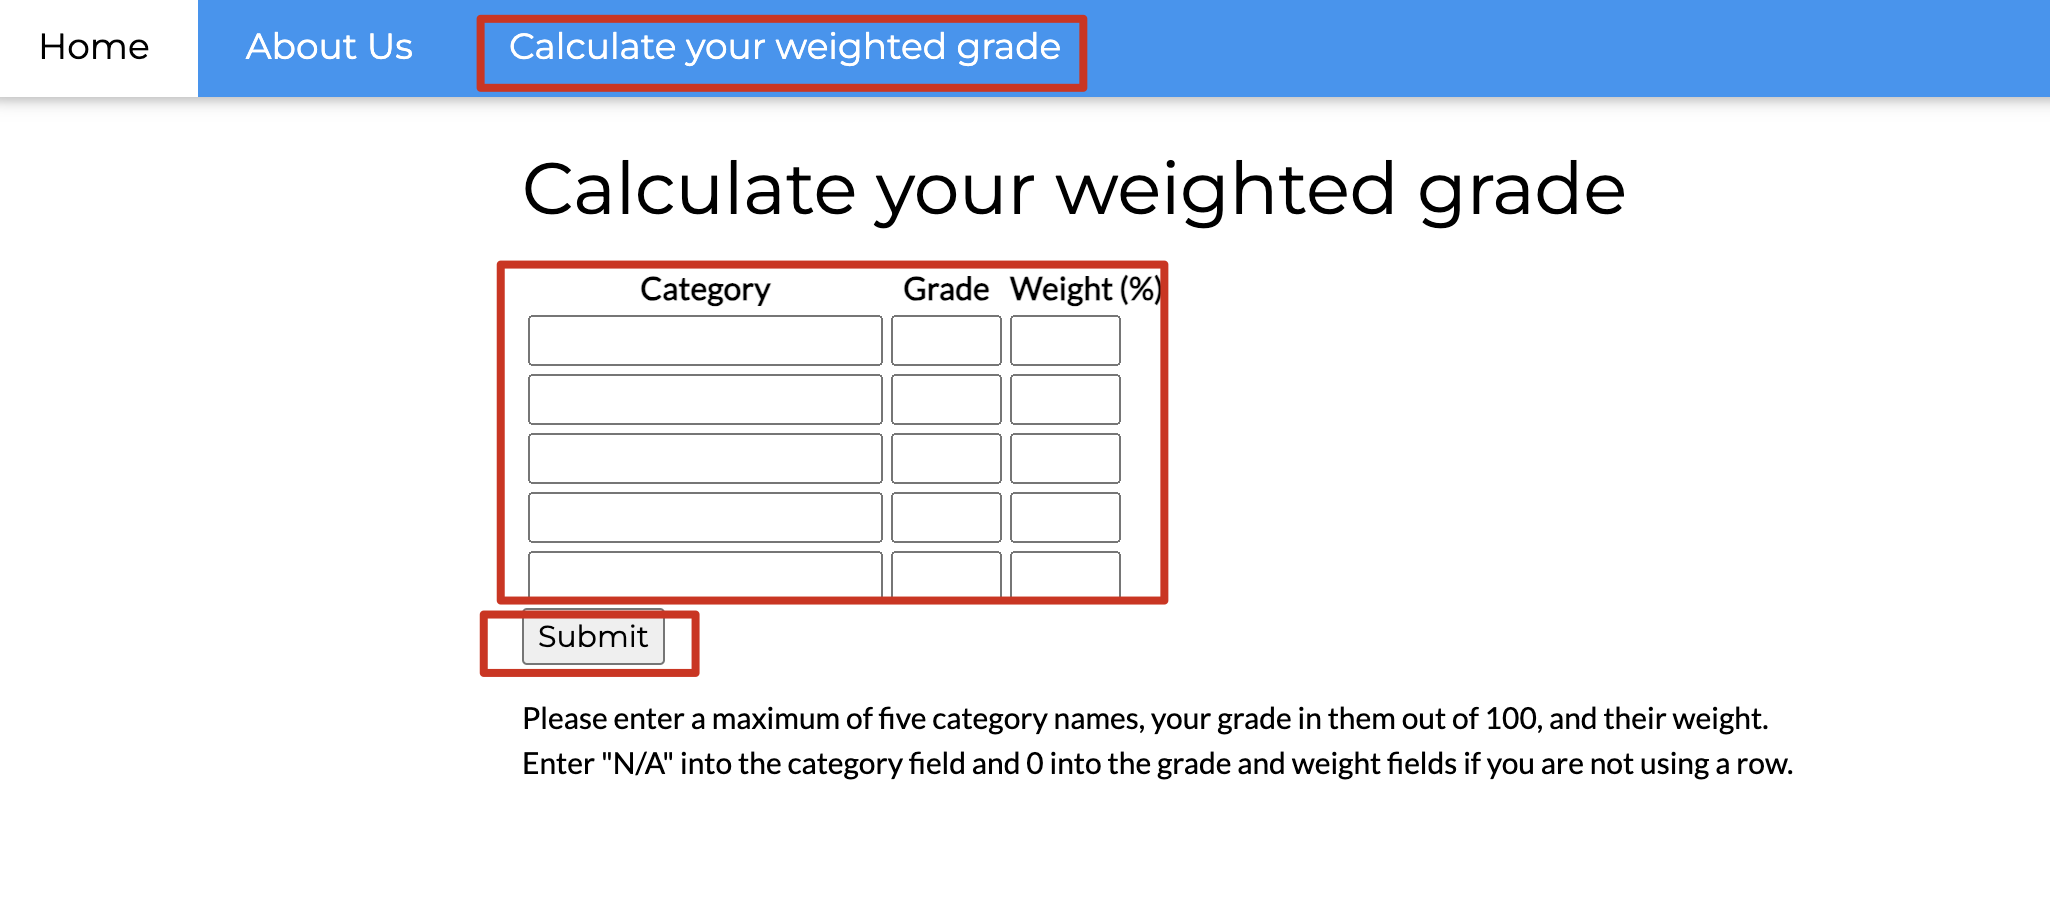 Home About Us Calculate your weighted grade
Calculate your weighted grade
Category Grade Weight (%)
Submit
Please enter a maximum of five category names, your grade in them out of 100, and their weight.
Enter "N/A" into the category field and 0 into the grade and weight fields if you are not using a row.